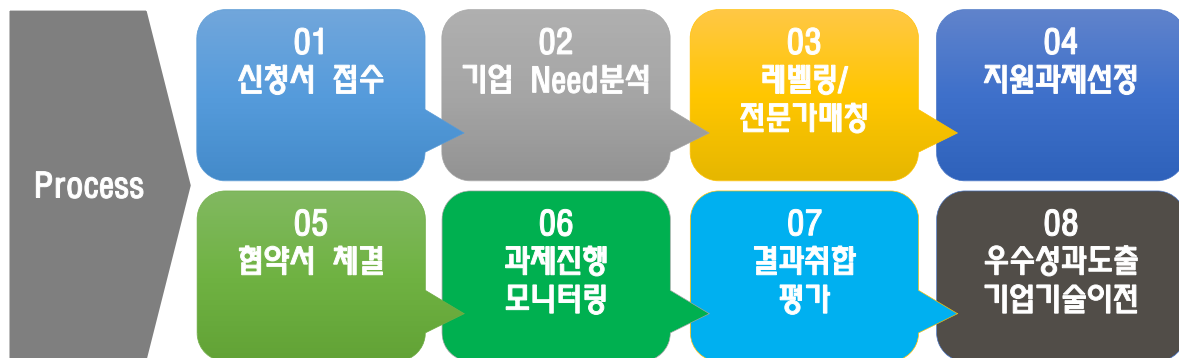 Process
01
신청서 접수
02
기업 Need분석
03
레벨링/
전문가매칭
04
지원과제선정
05
협약서 체결
06
과제진행
모니터링
07
결과취합
평가
08
우수성과도출
기업기술이전